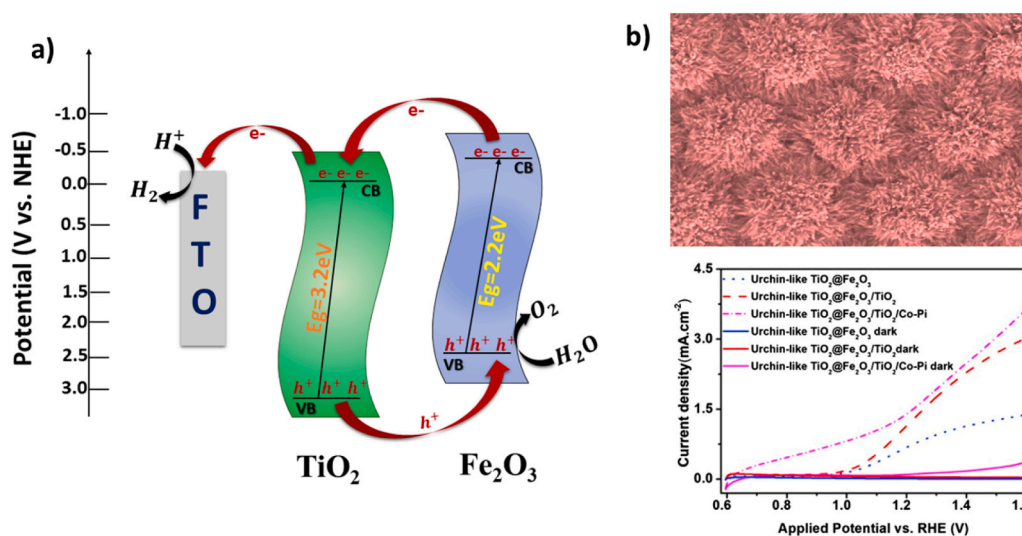 a)
Potential (V vs. NHE)
-1.0
-0.5
0.0
0.5
1.0
1.5
2.0
2.5
3.0
H⁺
H₂
e-
F
T
O
e- e- e-
CB
Eg=3.2eV
h⁺ h⁺ h⁺
VB
TiO₂
e-
e- e- e-
CB
Eg=2.2eV
h⁺ h⁺ h⁺
VB
O₂
H₂O
h⁺
Fe₂O₃
b)
Current density(mA.cm⁻²)
4.5
3.0
1.5
0.0
Urchin-like TiO₂@Fe₂O₃
Urchin-like TiO₂@Fe₂O₃/TiO₂
Urchin-like TiO₂@Fe₂O₃/TiO₂/Co-Pi
Urchin-like TiO₂@Fe₂O₃ dark
Urchin-like TiO₂@Fe₂O₃/TiO₂dark
Urchin-like TiO₂@Fe₂O₃/TiO₂/Co-Pi dark
0.6 0.8 1.0 1.2 1.4 1.6
Applied Potential vs. RHE (V)